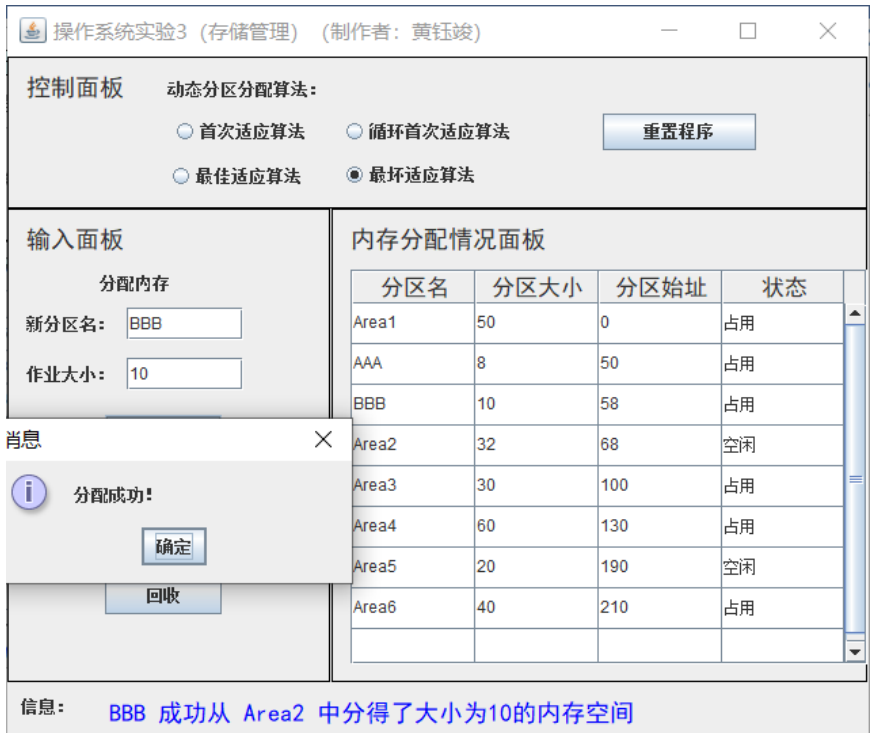 操作系统实验3（存储管理）（制作者：黄钰竣）
控制面板
动态分区分配算法：
首次适应算法 循环首次适应算法 重置程序
最佳适应算法 最坏适应算法
输入面板
分配内存
新分区名： BBB
作业大小： 10
消息
分配成功！
确定
回收
内存分配情况面板
分区名 分区大小 分区始址 状态
Area1 50 0 占用
AAA 8 50 占用
BBB 10 58 占用
Area2 32 68 空闲
Area3 30 100 占用
Area4 60 130 占用
Area5 20 190 空闲
Area6 40 210 占用
信息： BBB 成功从 Area2 中分得了大小为10的内存空间